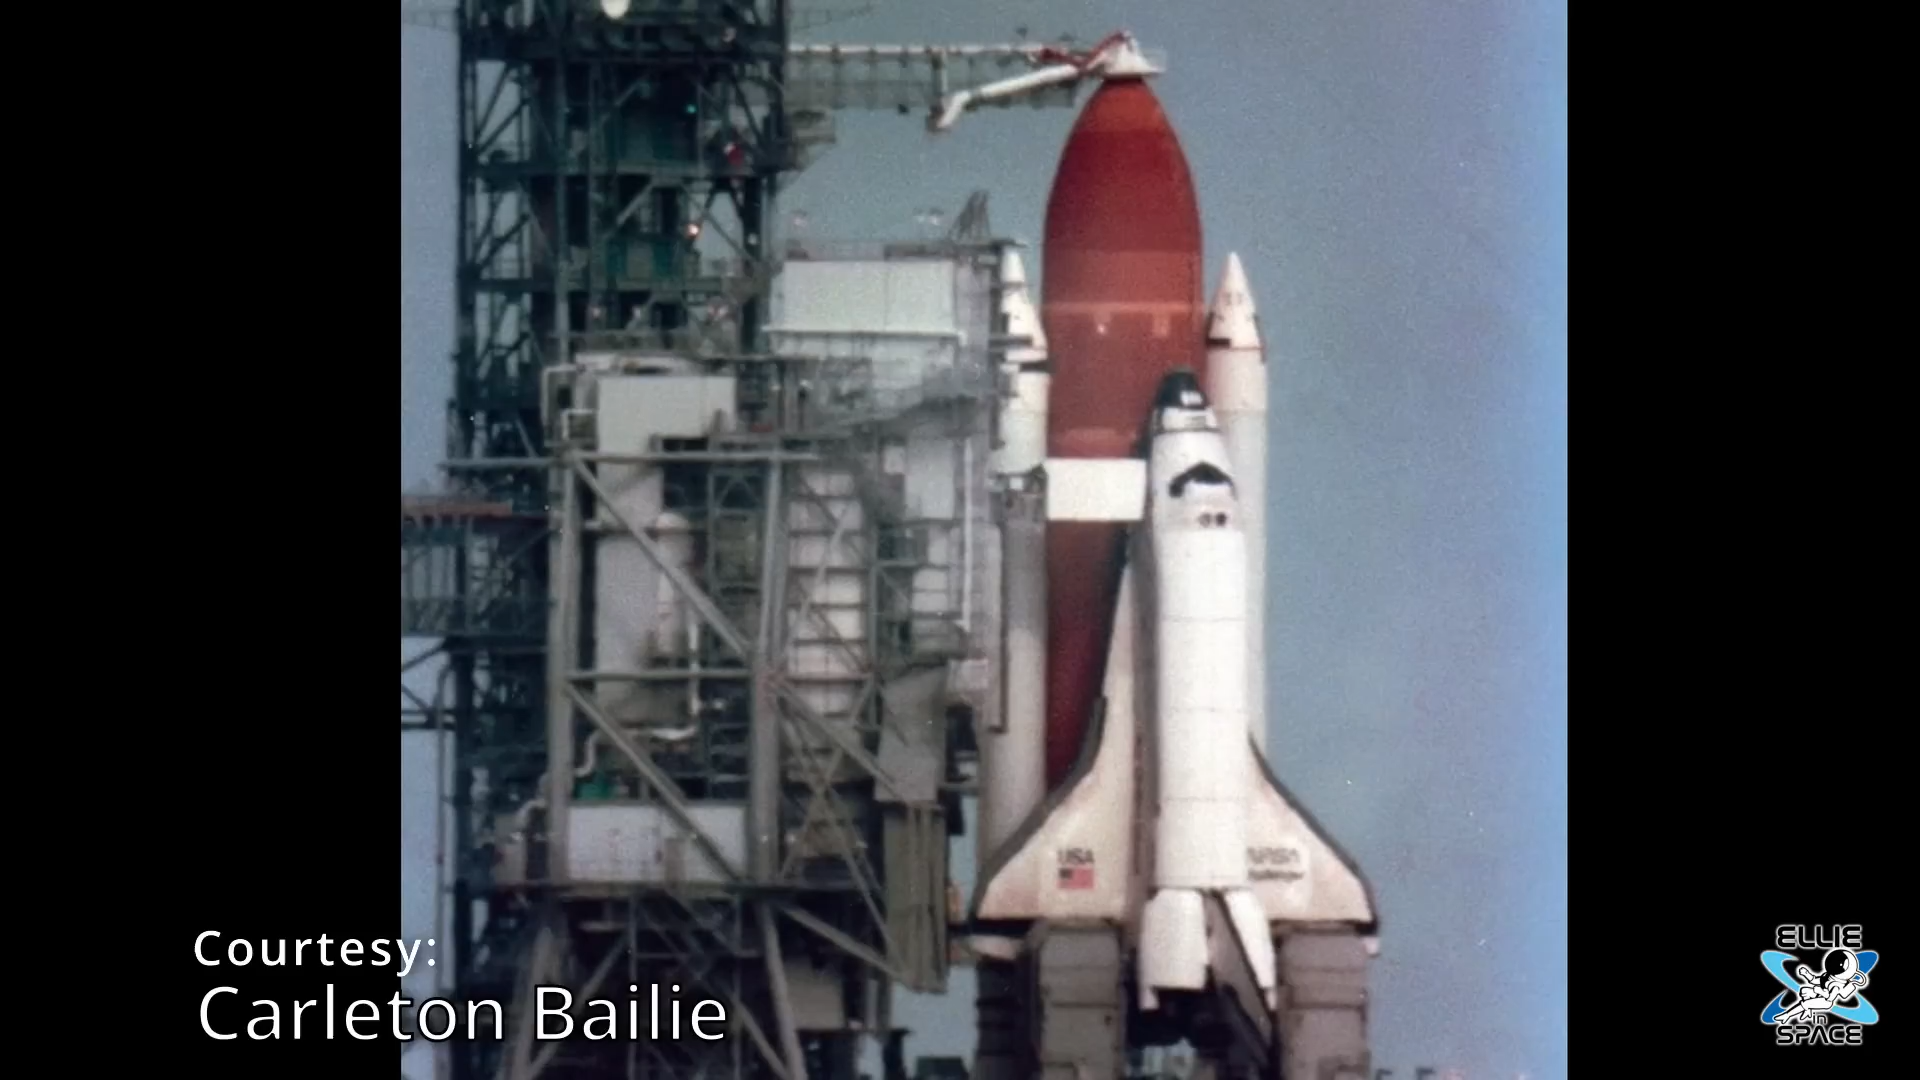 USA
NASA
Courtesy:
Carleton Bailie
ELLIE
in
SPACE